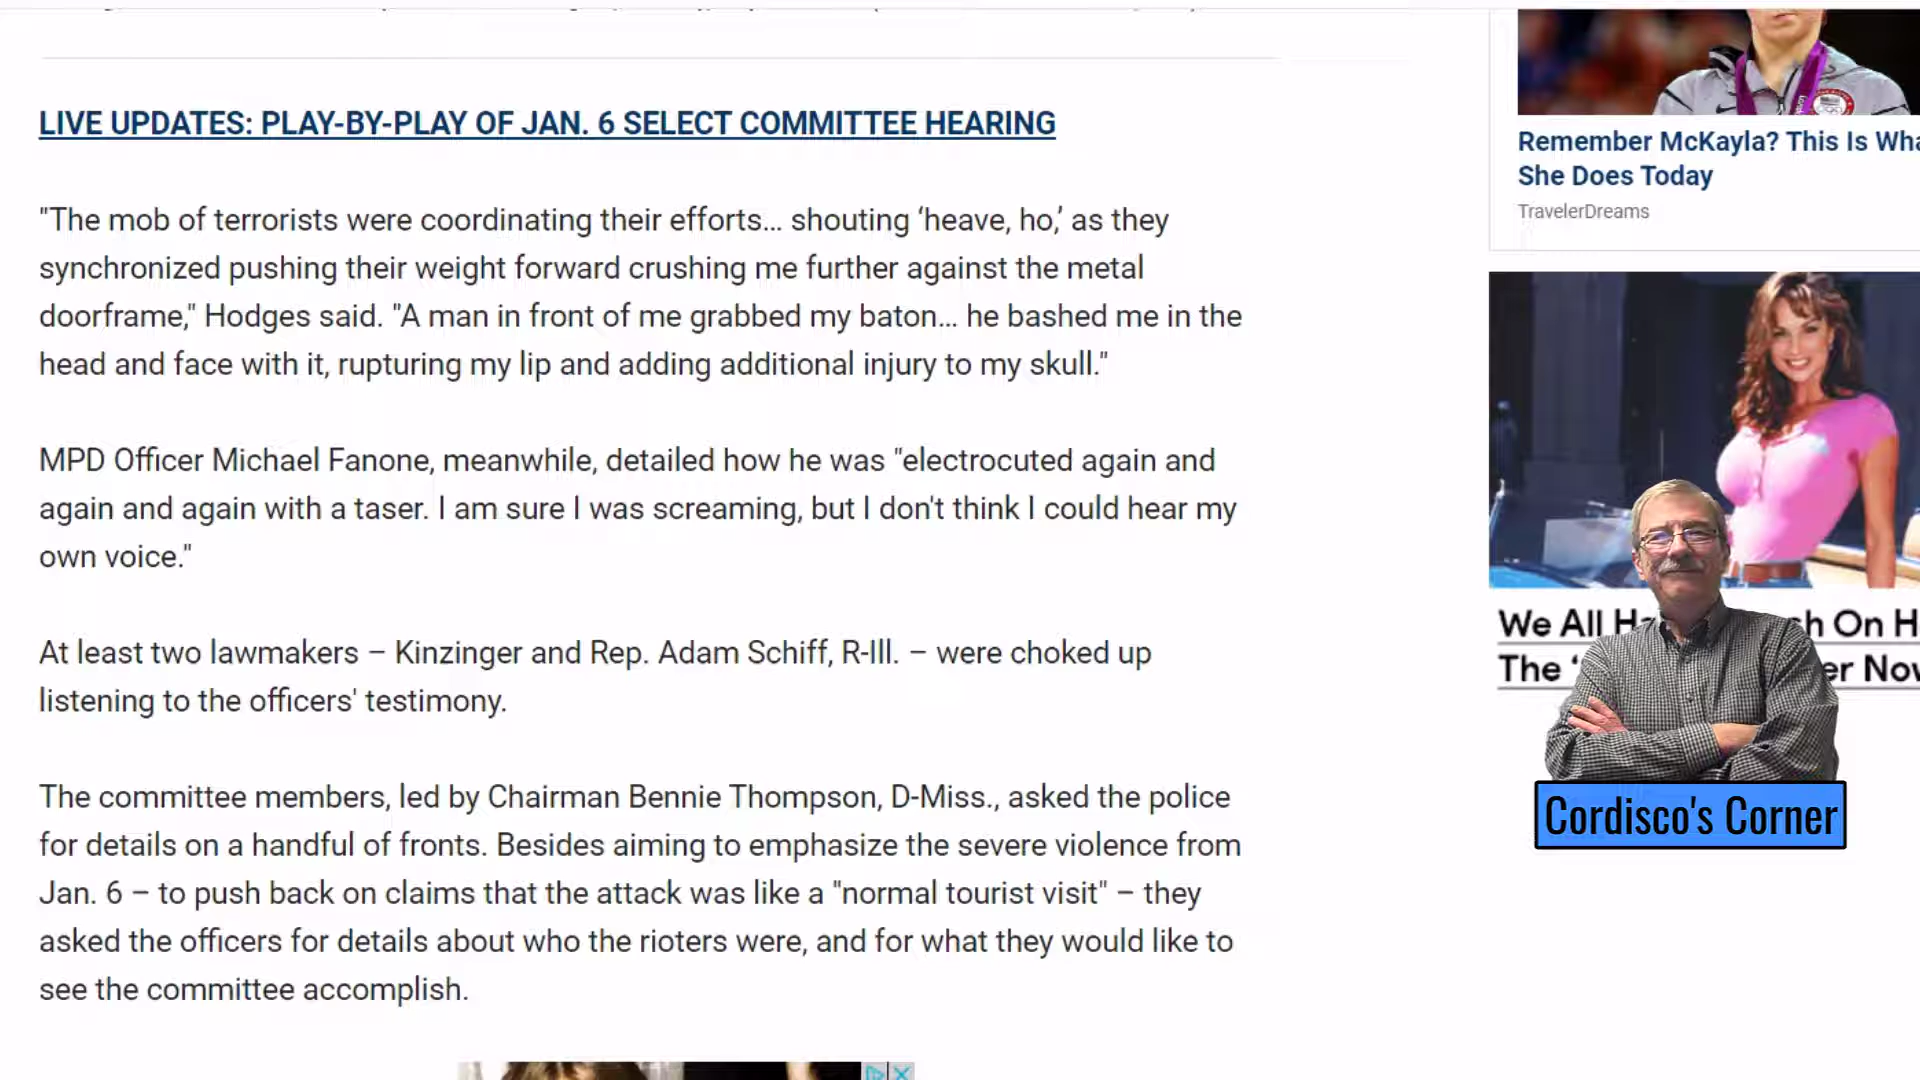 LIVE UPDATES: PLAY-BY-PLAY OF JAN. 6 SELECT COMMITTEE HEARING
"The mob of terrorists were coordinating their efforts... shouting ‘heave, ho,’ as they
synchronized pushing their weight forward crushing me further against the metal
doorframe," Hodges said. "A man in front of me grabbed my baton... he bashed me in the
head and face with it, rupturing my lip and adding additional injury to my skull."
MPD Officer Michael Fanone, meanwhile, detailed how he was "electrocuted again and
again and again with a taser. I am sure I was screaming, but I don't think I could hear my
own voice."
At least two lawmakers – Kinzinger and Rep. Adam Schiff, R-Ill. – were choked up
listening to the officers' testimony.
The committee members, led by Chairman Bennie Thompson, D-Miss., asked the police
for details on a handful of fronts. Besides aiming to emphasize the severe violence from
Jan. 6 – to push back on claims that the attack was like a "normal tourist visit" – they
asked the officers for details about who the rioters were, and for what they would like to
see the committee accomplish.
Remember McKayla? This Is Wha
She Does Today
TravelerDreams
We All Ha sh On H
The ‘ er Nov
Cordisco's Corner